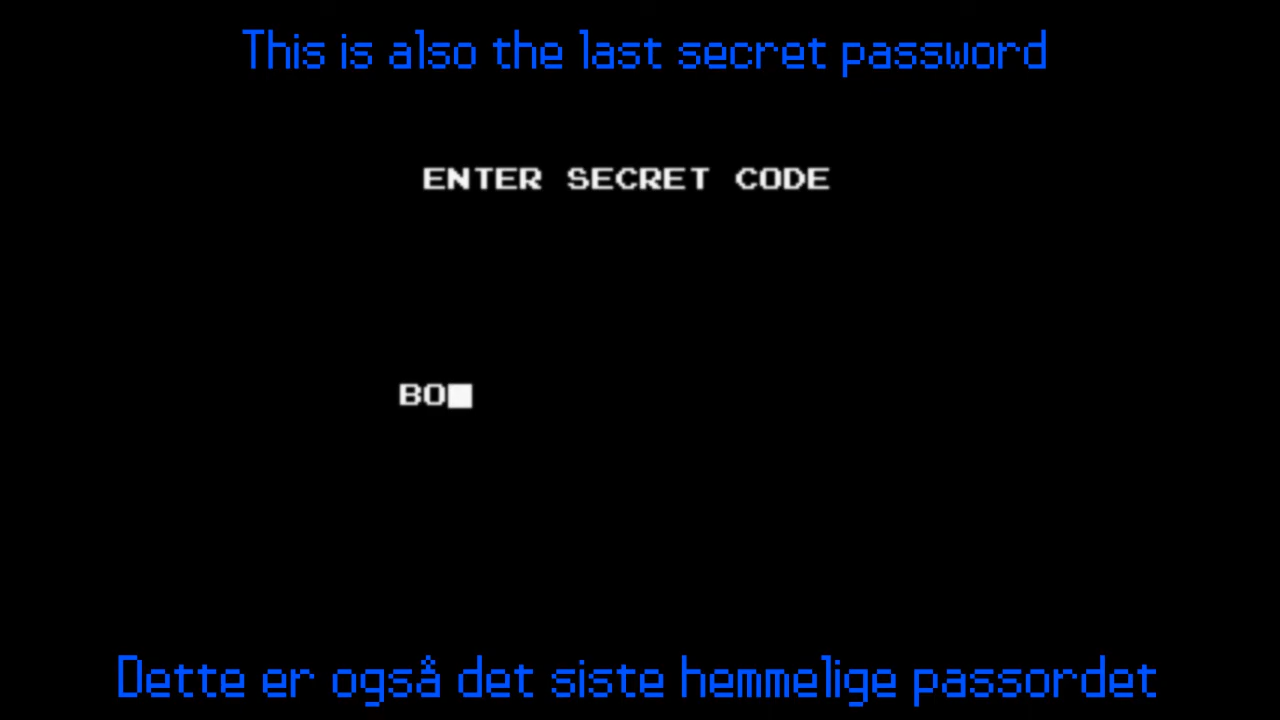 This is also the last secret password
ENTER SECRET CODE
BO
Dette er også det siste hemmelige passordet